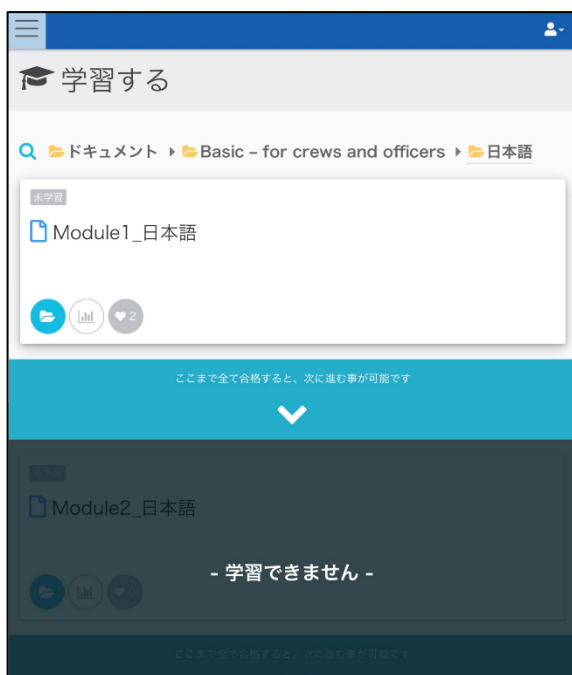 学習する
ドキュメント Basic – for crews and officers 日本語
未学習
Module1_日本語
2
ここまで全て合格すると、次に進む事が可能です
未学習
Module2_日本語
- 学習できません -
ここまで全て合格すると、次に進む事が可能です